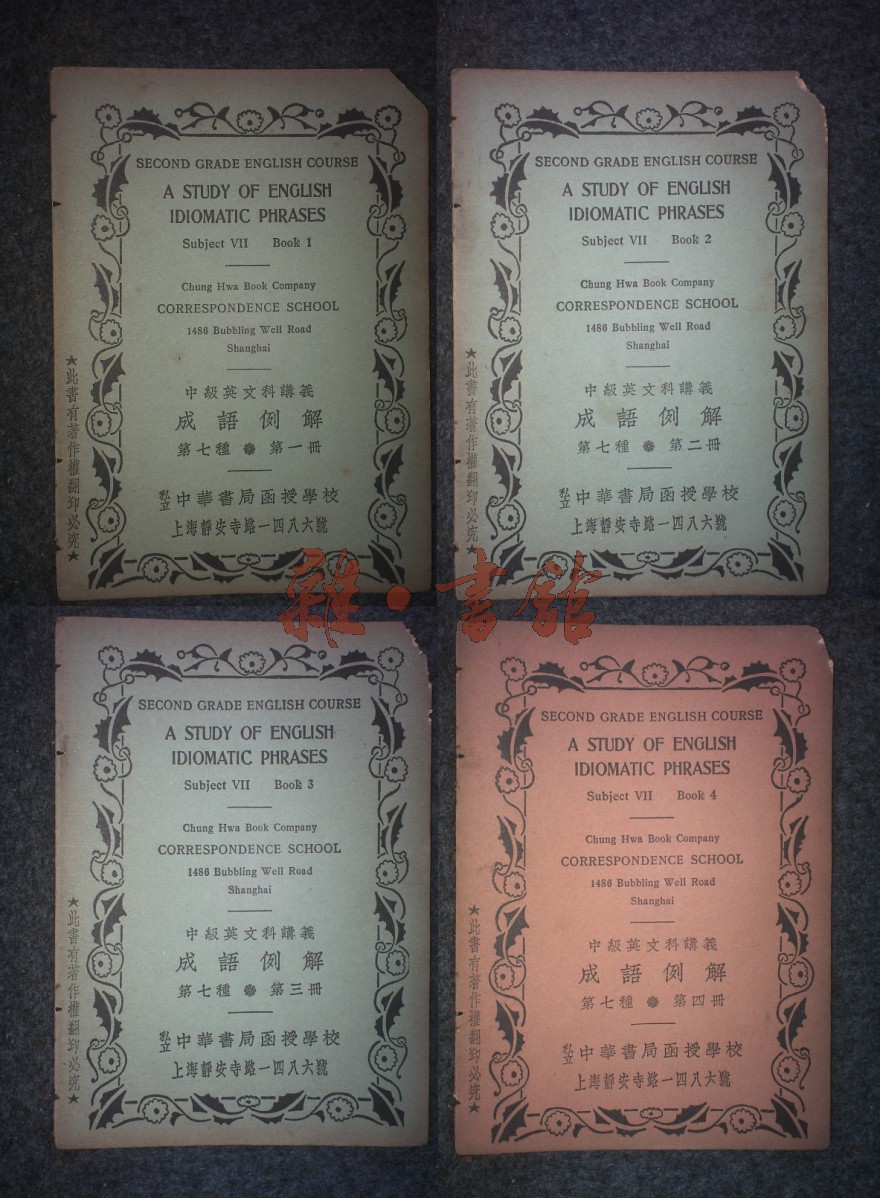 SECOND GRADE ENGLISH COURSE
A STUDY OF ENGLISH
IDIOMATIC PHRASES
Subject VII Book 1
Chung Hwa Book Company
CORRESPONDENCE SCHOOL
1486 Bubbling Well Road
Shanghai
中級英文科講義
成語例解
第七種 第一冊
私立中華書局函授學校
上海靜安寺路一四八六號
★此書有著作權翻印必究★
SECOND GRADE ENGLISH COURSE
A STUDY OF ENGLISH
IDIOMATIC PHRASES
Subject VII Book 2
Chung Hwa Book Company
CORRESPONDENCE SCHOOL
1486 Bubbling Well Road
Shanghai
中級英文科講義
成語例解
第七種 第二冊
私立中華書局函授學校
上海靜安寺路一四八六號
★此書有著作權翻印必究★
雜·書館
SECOND GRADE ENGLISH COURSE
A STUDY OF ENGLISH
IDIOMATIC PHRASES
Subject VII Book 3
Chung Hwa Book Company
CORRESPONDENCE SCHOOL
1486 Bubbling Well Road
Shanghai
中級英文科講義
成語例解
第七種 第三冊
私立中華書局函授學校
上海靜安寺路一四八六號
★此書有著作權翻印必究★
SECOND GRADE ENGLISH COURSE
A STUDY OF ENGLISH
IDIOMATIC PHRASES
Subject VII Book 4
Chung Hwa Book Company
CORRESPONDENCE SCHOOL
1486 Bubbling Well Road
Shanghai
中級英文科講義
成語例解
第七種 第四冊
私立中華書局函授學校
上海靜安寺路一四八六號
★此書有著作權翻印必究★